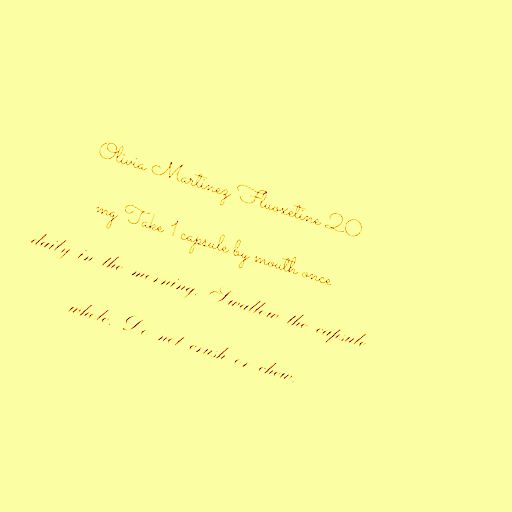 Olivia Martinez Fluoxetine 20
mg Take 1 capsule by mouth once
daily in the morning. Swallow the capsule
whole. Do not crush or chew.